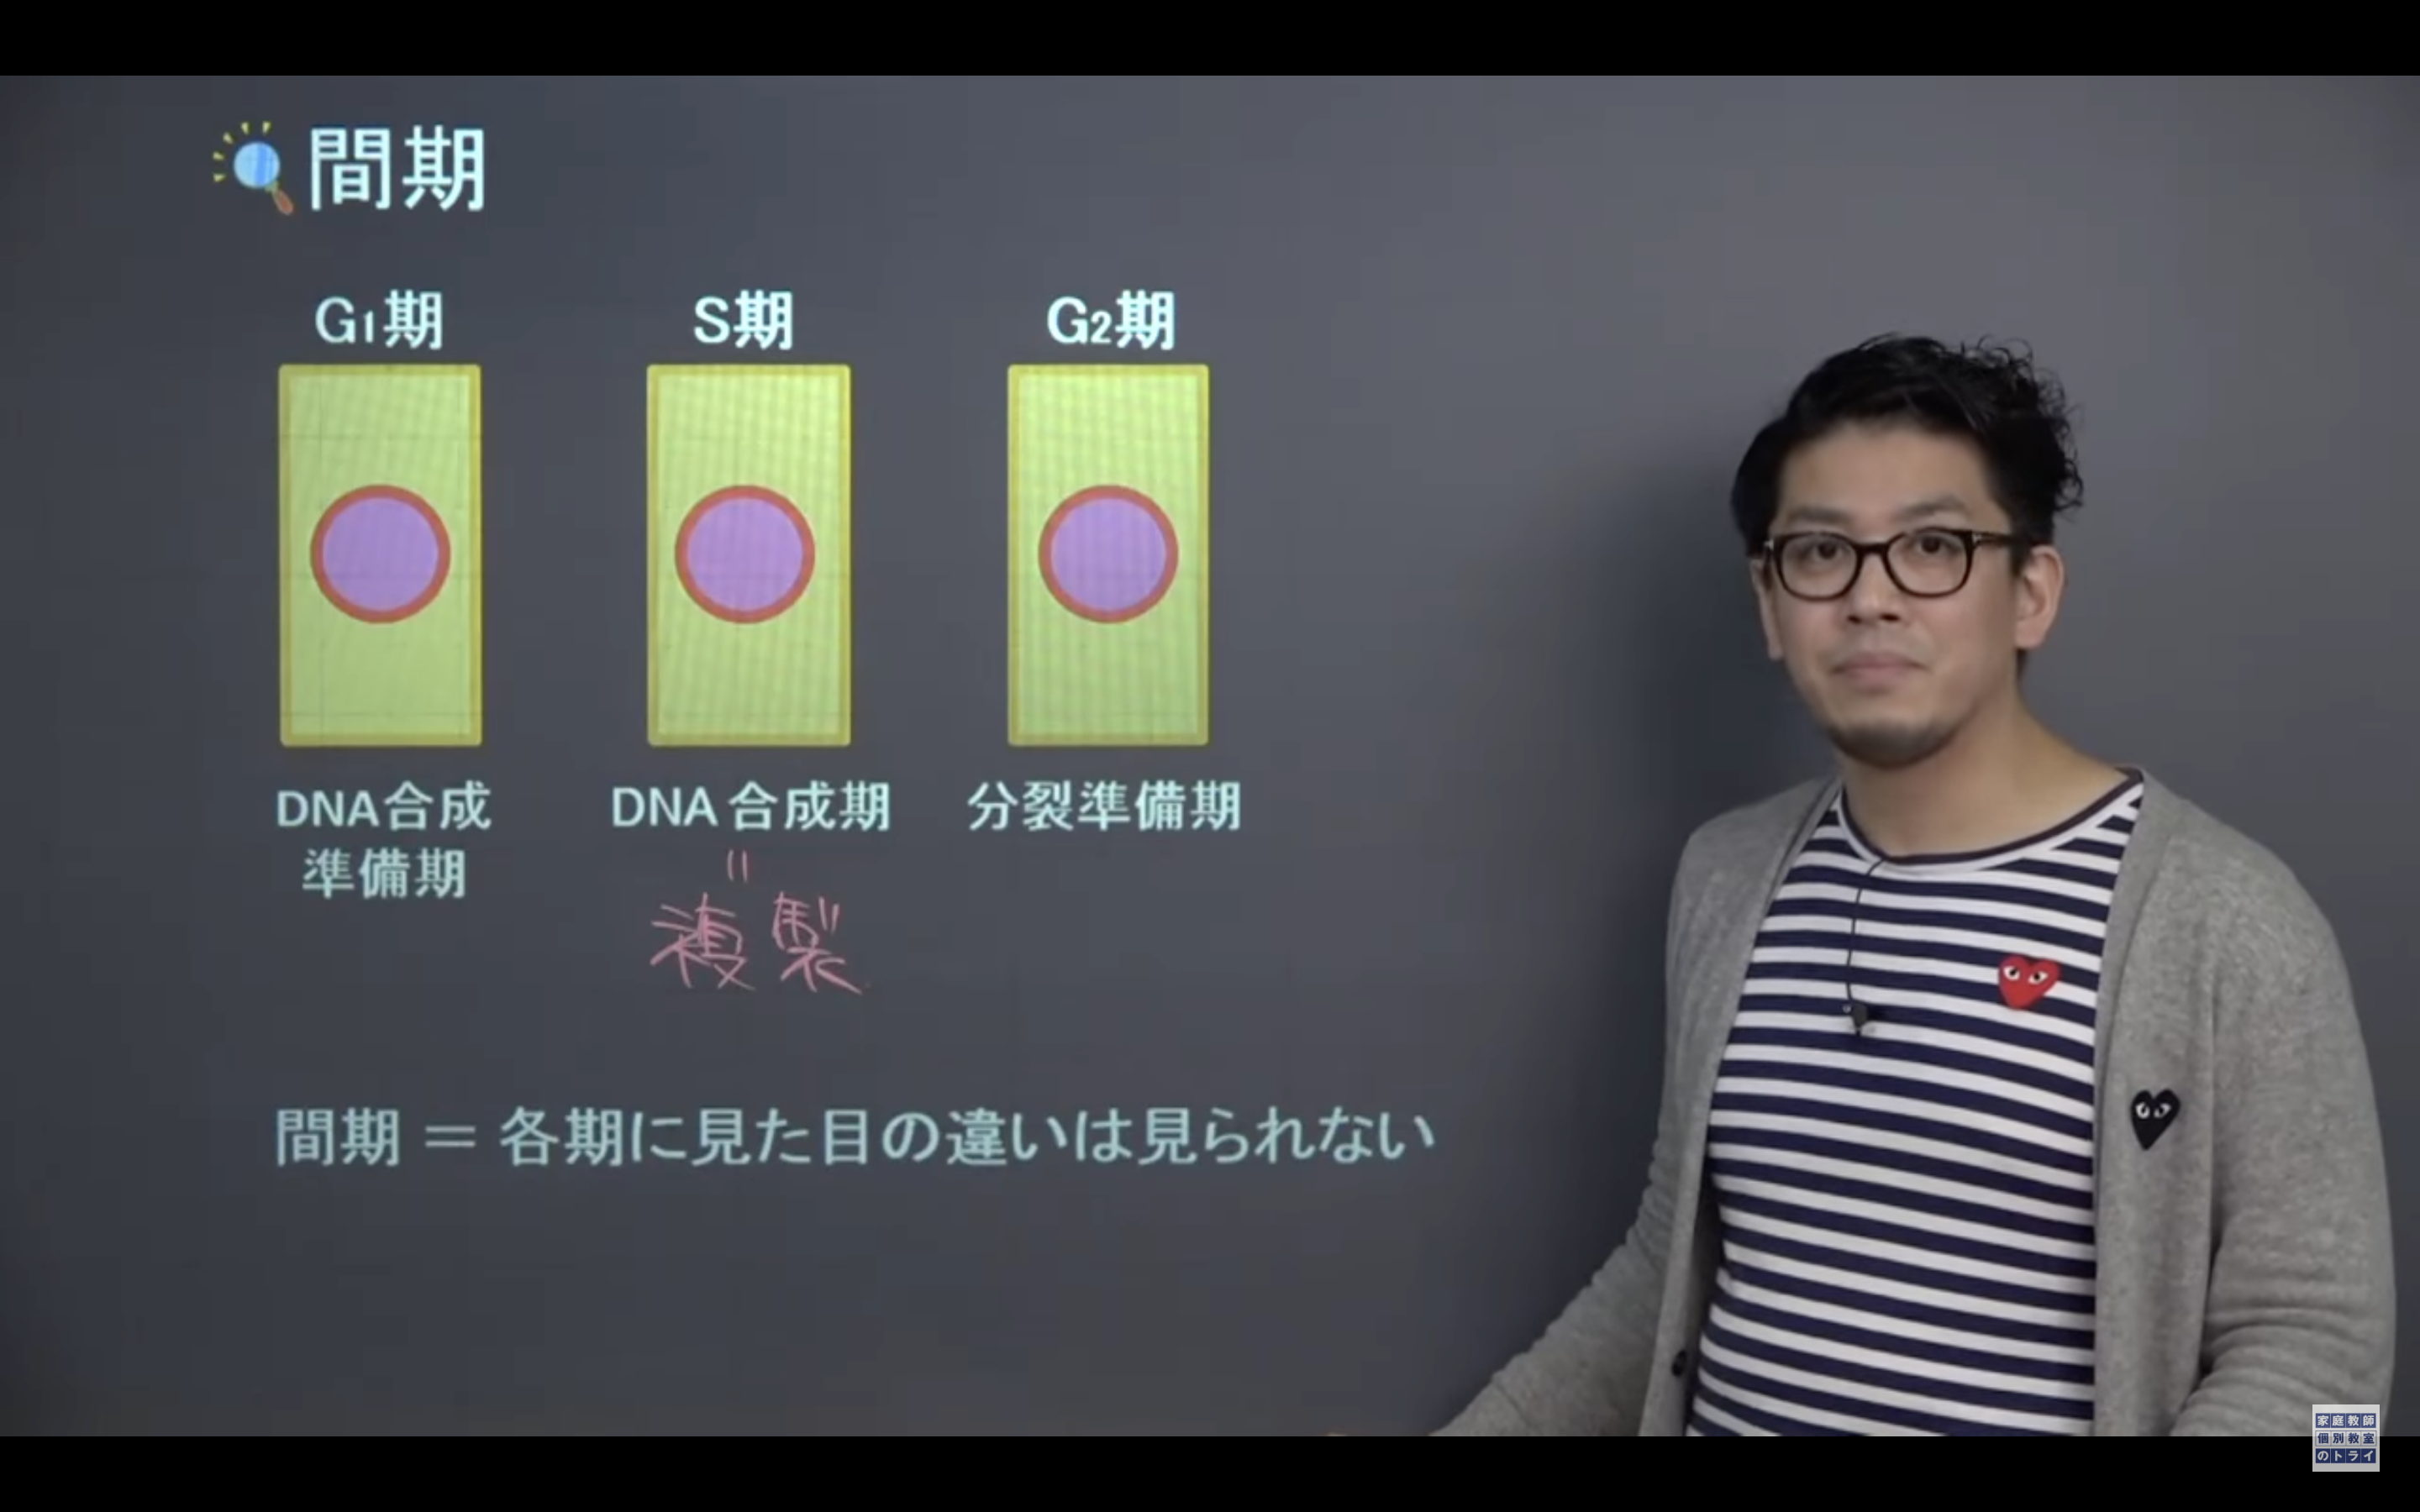 間期
G1期
S期
G2期
DNA合成
準備期
DNA合成期
分裂準備期
=
複製
間期 = 各期に見た目の違いは見られない
家庭教師
個別教室
のトライ